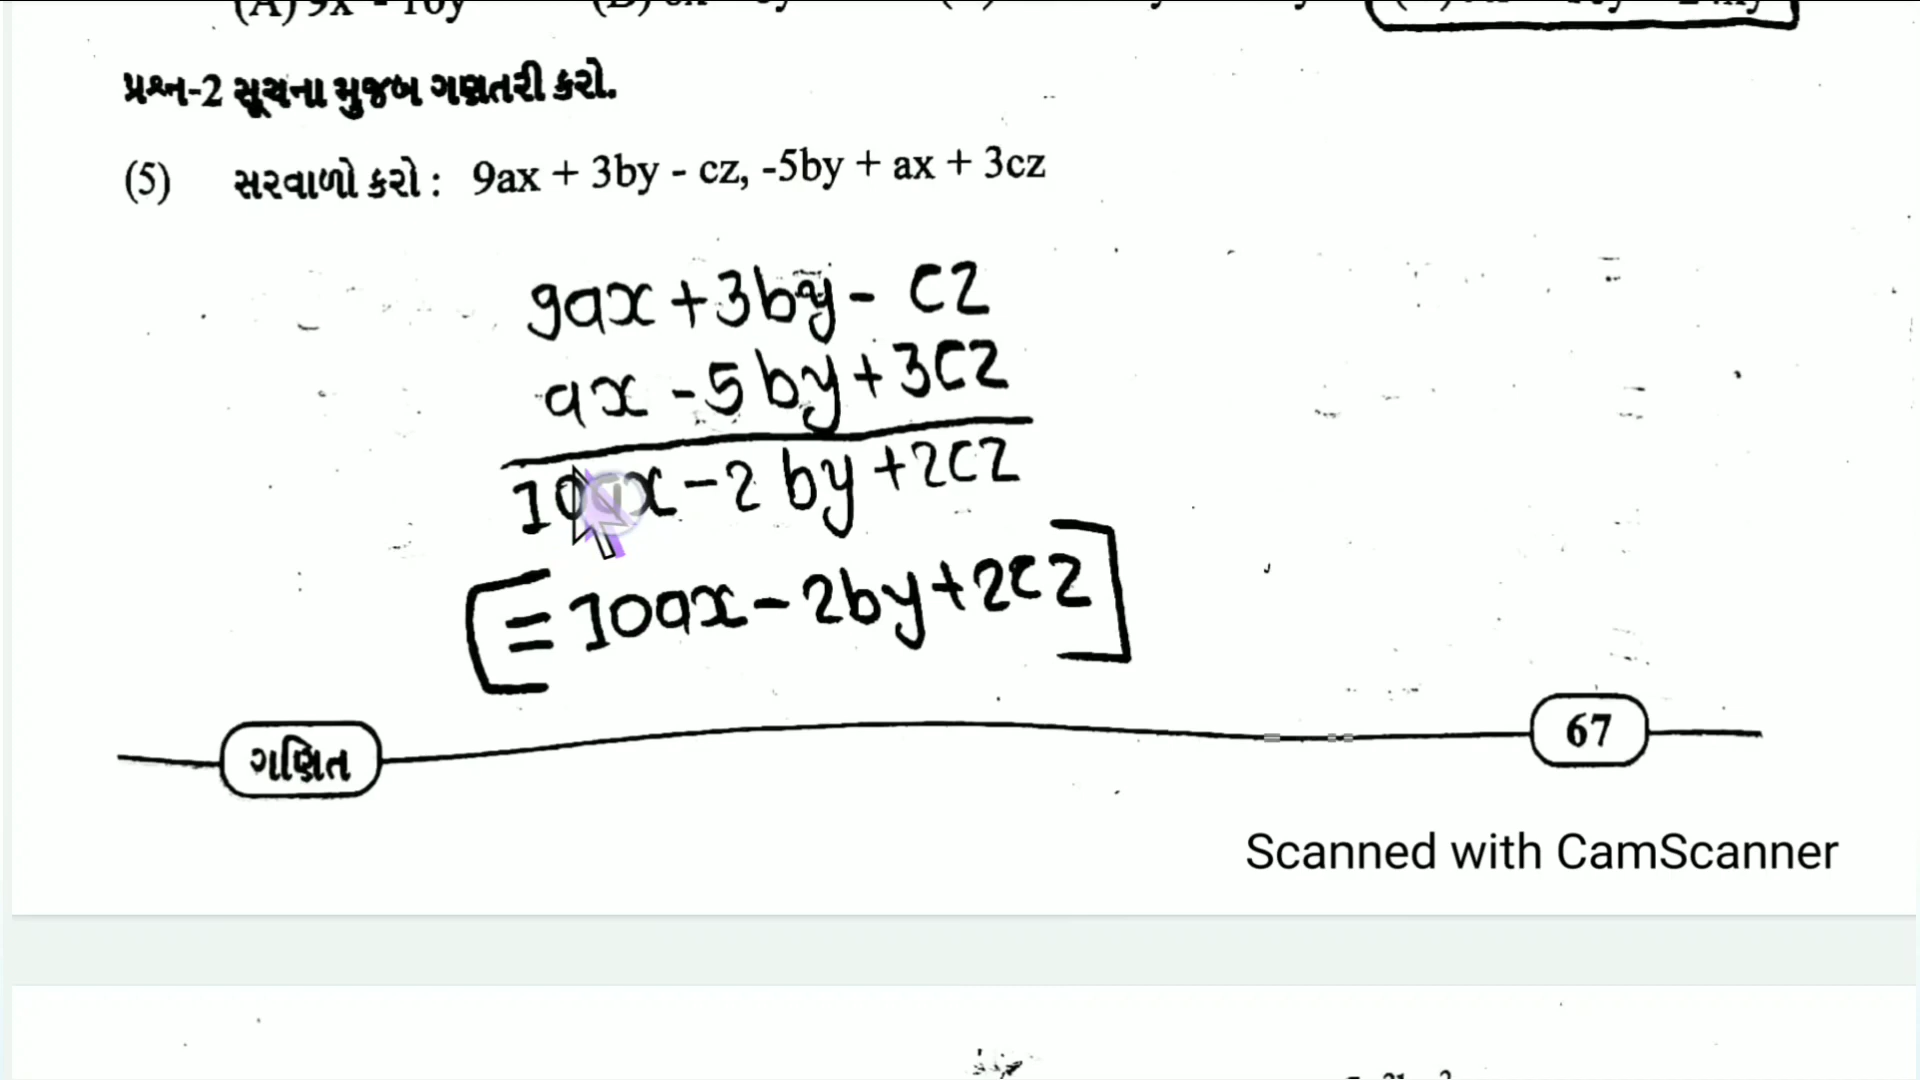 પ્રશ્ન-2 સૂચના મુજબ ગણતરી કરો.
(5) સરવાળો કરો : 9ax + 3by - cz, -5by + ax + 3cz
9ax + 3by - cz
ax - 5by + 3cz
10ax - 2by + 2cz
= 10ax - 2by + 2cz
ગણિત
67
Scanned with CamScanner